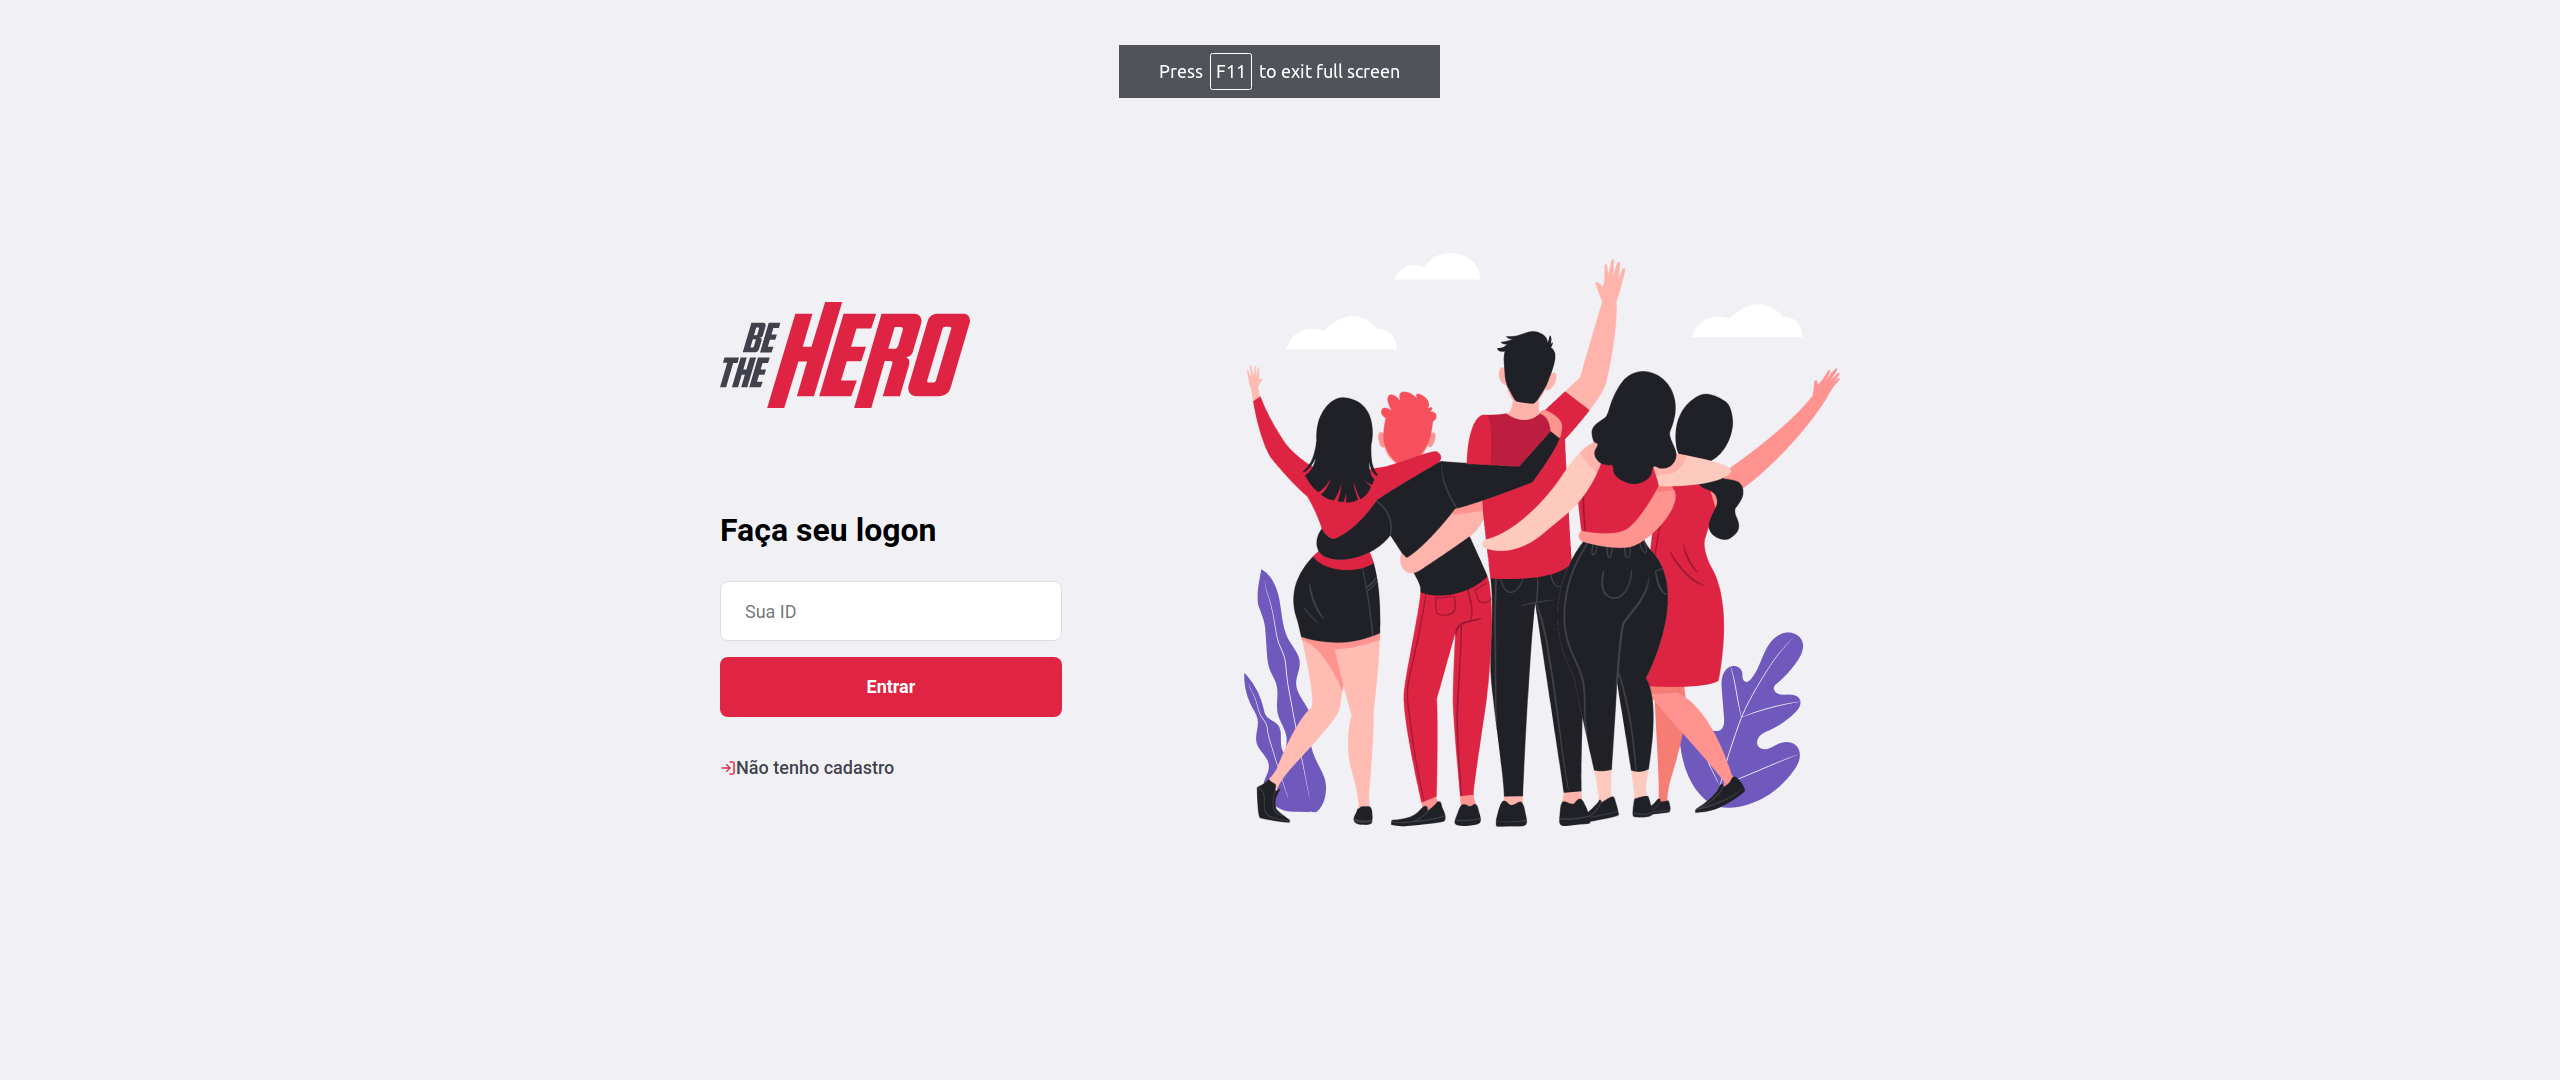 Press F11 to exit full screen
BE
THE HERO
Faça seu logon
Sua ID
Entrar
Não tenho cadastro